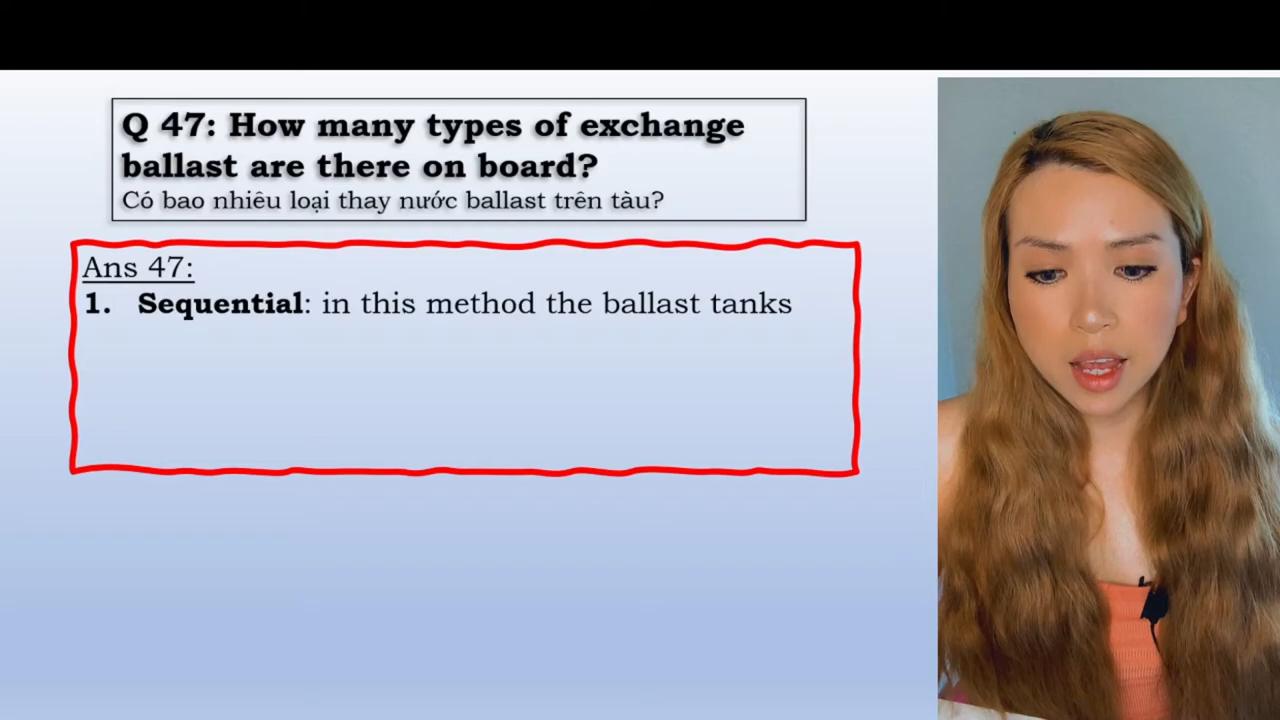 Q 47: How many types of exchange
ballast are there on board?
Có bao nhiêu loại thay nước ballast trên tàu?
Ans 47:
1. Sequential: in this method the ballast tanks